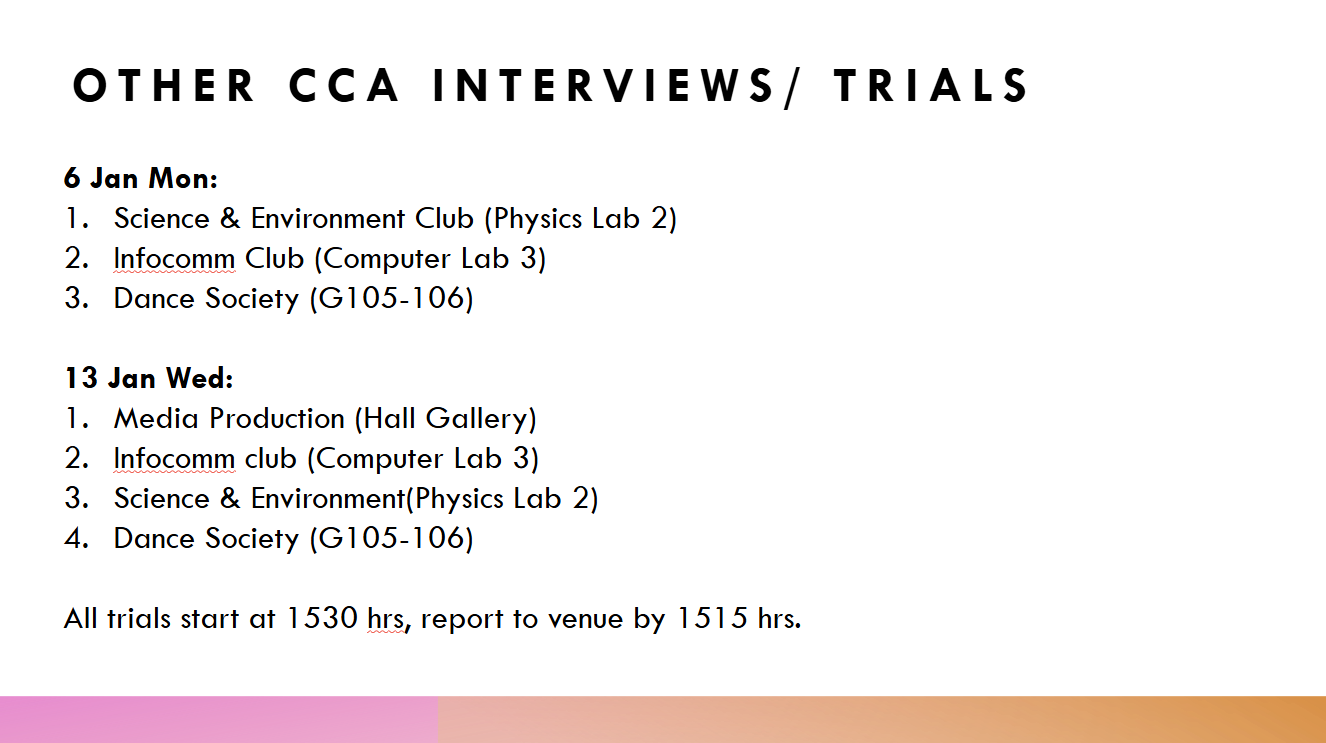 OTHER CCA INTERVIEWS/ TRIALS
6 Jan Mon:
1. Science & Environment Club (Physics Lab 2)
2. Infocomm Club (Computer Lab 3)
3. Dance Society (G105-106)
13 Jan Wed:
1. Media Production (Hall Gallery)
2. Infocomm club (Computer Lab 3)
3. Science & Environment(Physics Lab 2)
4. Dance Society (G105-106)
All trials start at 1530 hrs, report to venue by 1515 hrs.